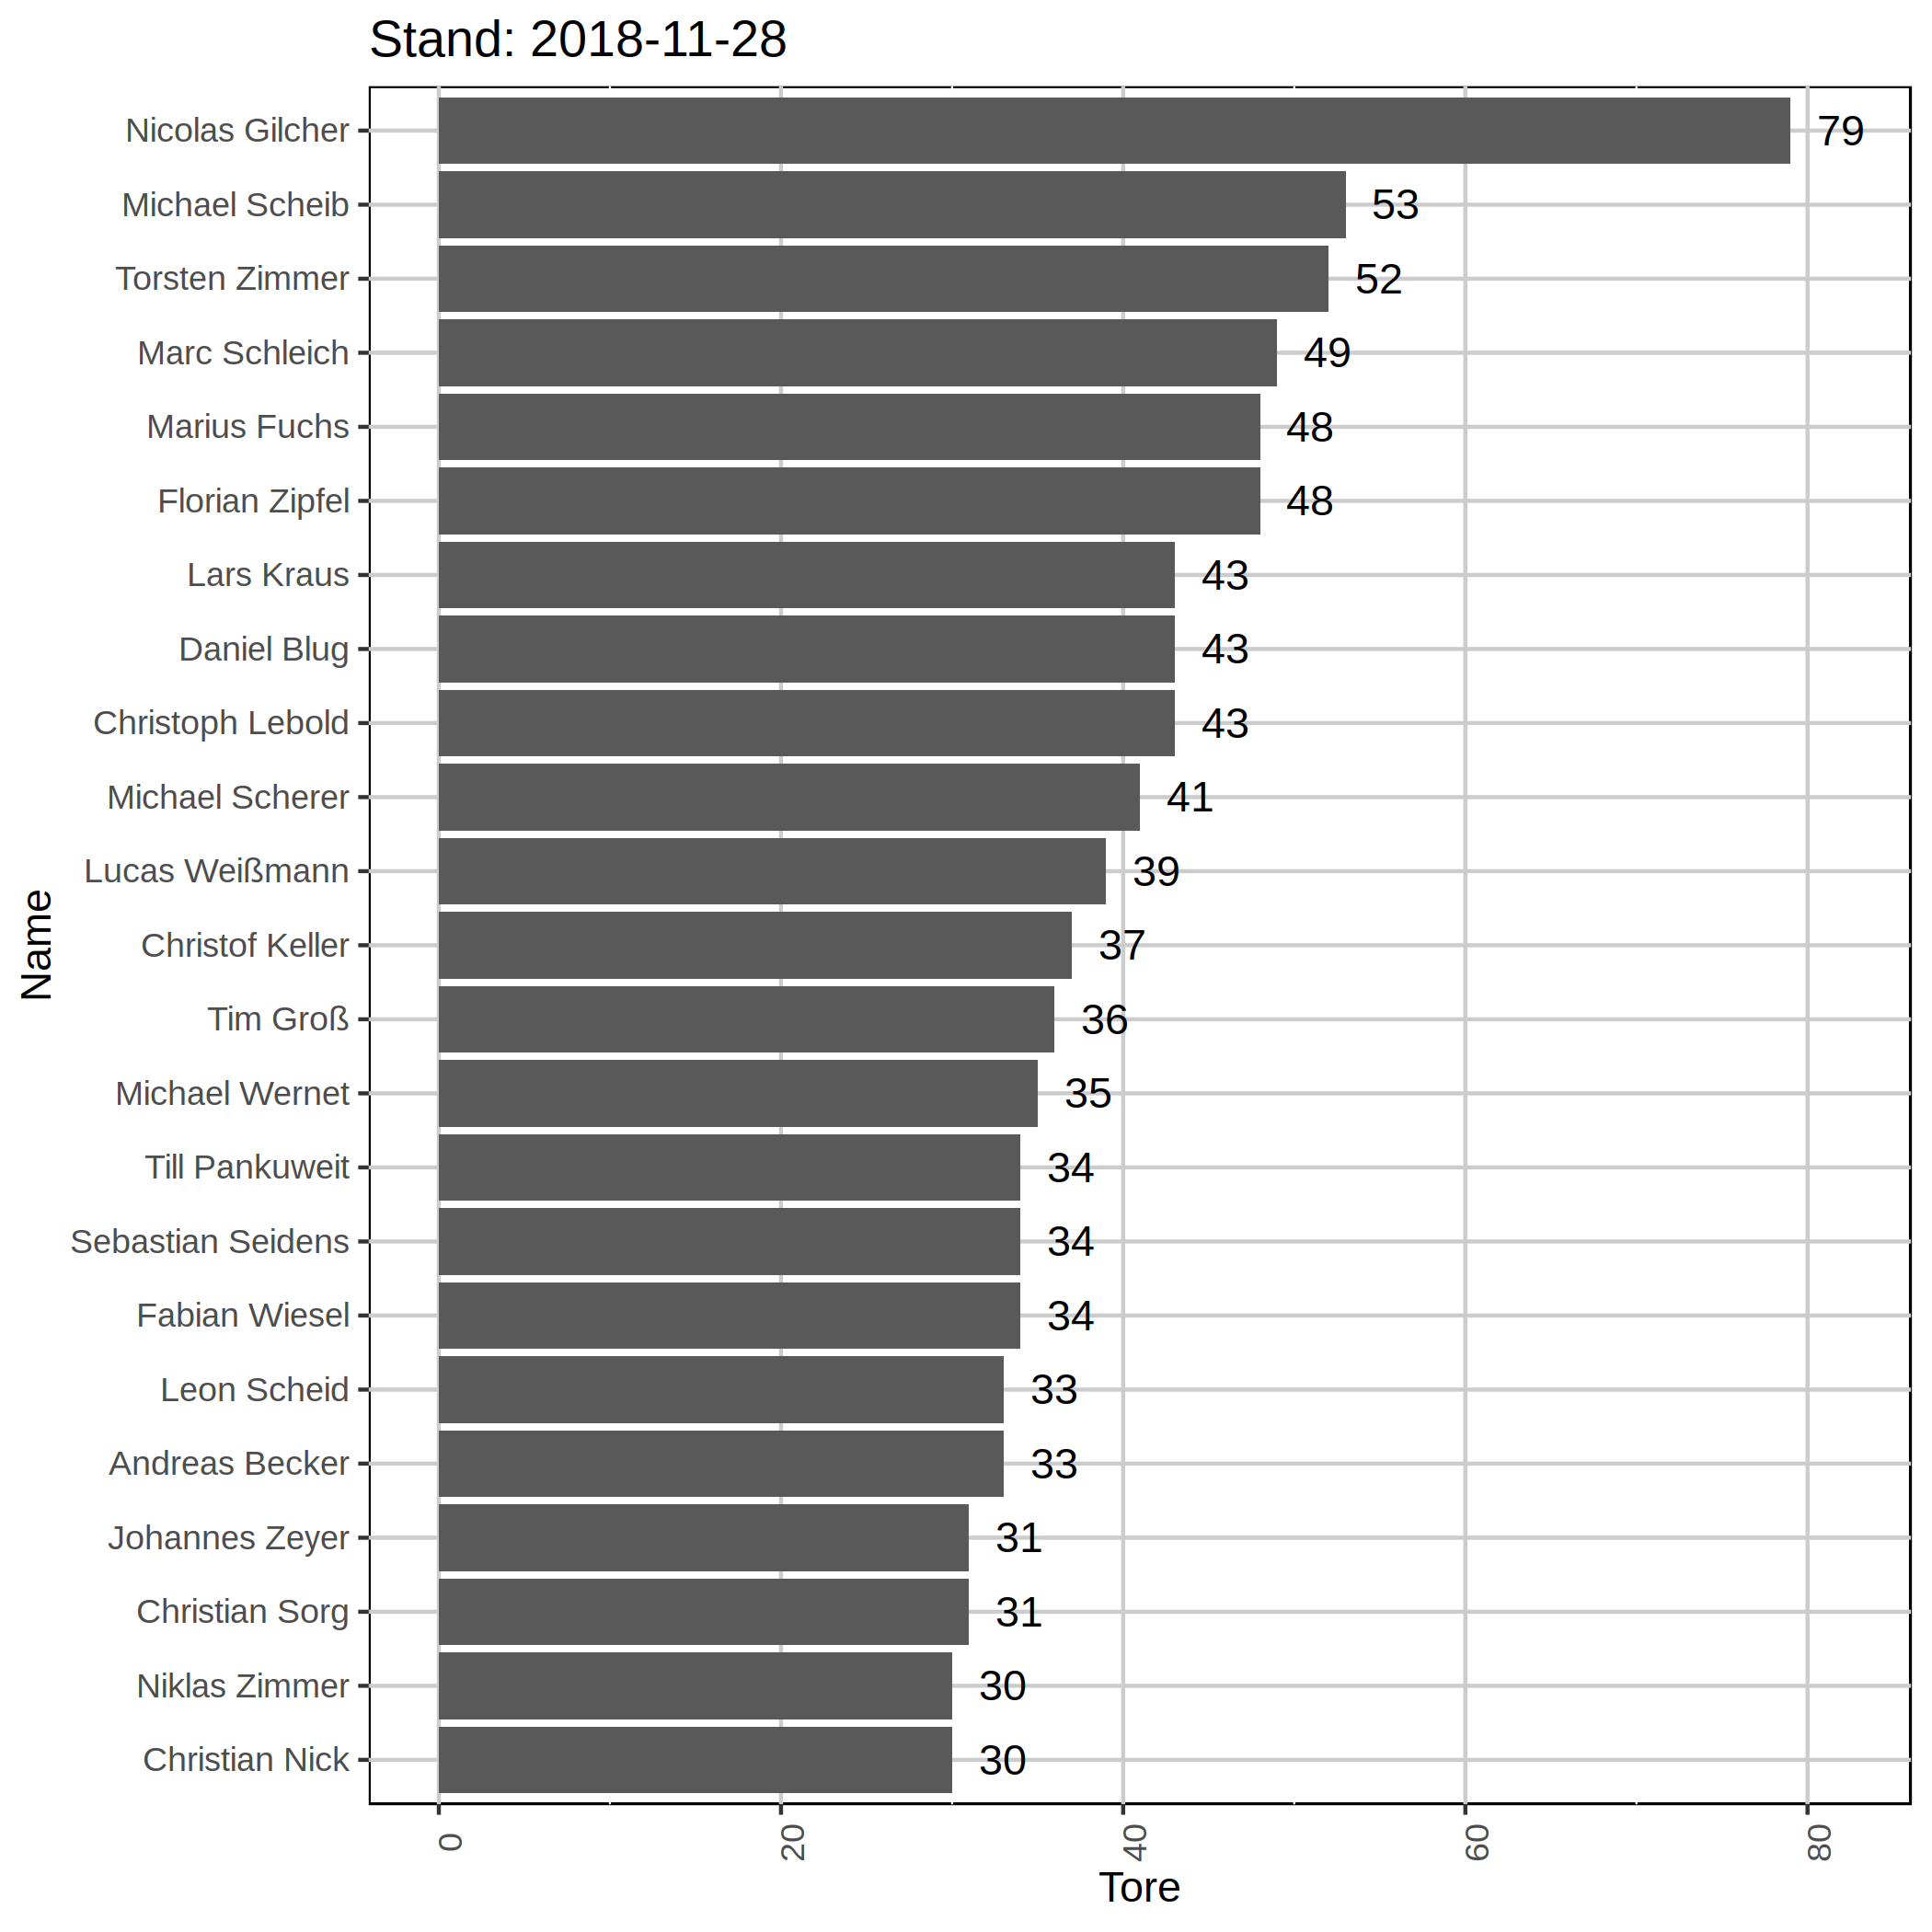 Stand: 2018-11-28
Nicolas Gilcher 79
Michael Scheib 53
Torsten Zimmer 52
Marc Schleich 49
Marius Fuchs 48
Florian Zipfel 48
Lars Kraus 43
Daniel Blug 43
Christoph Lebold 43
Michael Scherer 41
Lucas Weißmann 39
Christof Keller 37
Tim Groß 36
Michael Wernet 35
Till Pankuweit 34
Sebastian Seidens 34
Fabian Wiesel 34
Leon Scheid 33
Andreas Becker 33
Johannes Zeyer 31
Christian Sorg 31
Niklas Zimmer 30
Christian Nick 30
Name
0 20 40 60 80
Tore